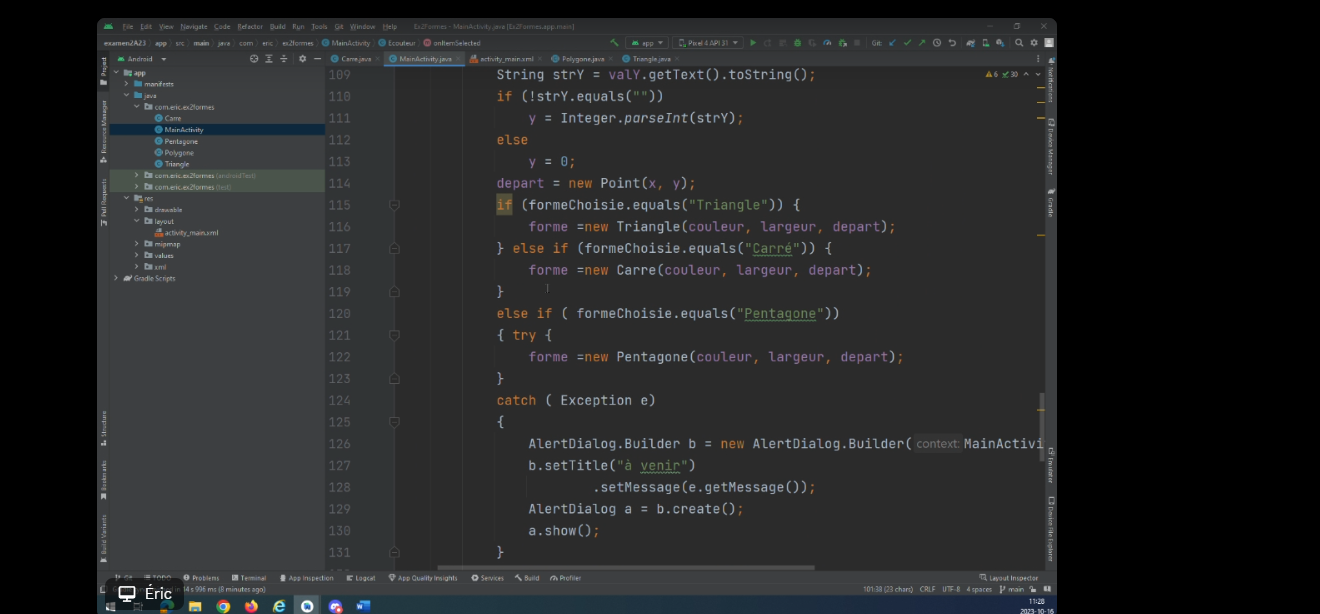 File Edit View Navigate Code Refactor Build Run Tools Git Window Help Ex2Formes - MainActivity.java [Ex2Formes.app.main]
examen2A23 app src main java com eric ex2formes MainActivity Ecouteur onItemSelected app Pixel 4 API 31 Git:
Android Carre.java MainActivity.java activity_main.xml Polygone.java Triangle.java
Project
Resource Manager
Pull Requests
Structure
Bookmarks
Build Variants
app
manifests
java
com.eric.ex2formes
Carre
MainActivity
Pentagone
Polygone
Triangle
com.eric.ex2formes (androidTest)
com.eric.ex2formes (test)
res
drawable
layout
activity_main.xml
mipmap
values
xml
Gradle Scripts
6 30
109 String strY = valY.getText().toString();
110 if (!strY.equals(""))
111 y = Integer.parseInt(strY);
112 else
113 y = 0;
114 depart = new Point(x, y);
115 if (formeChoisie.equals("Triangle")) {
116 forme =new Triangle(couleur, largeur, depart);
117 } else if (formeChoisie.equals("Carré")) {
118 forme =new Carre(couleur, largeur, depart);
119 }
120 else if ( formeChoisie.equals("Pentagone"))
121 { try {
122 forme =new Pentagone(couleur, largeur, depart);
123 }
124 catch ( Exception e)
125 {
126 AlertDialog.Builder b = new AlertDialog.Builder( context: MainActivi
127 b.setTitle("à venir")
128 .setMessage(e.getMessage());
129 AlertDialog a = b.create();
130 a.show();
131 }
Notifications
Device Manager
Gradle
Emulator
Device File Explorer
Git TODO Problems Terminal App Inspection Logcat App Quality Insights Services Build Profiler Layout Inspector
s 996 ms (8 minutes ago) 101:38 (23 chars) CRLF UTF-8 4 spaces main
Éric
11:28
2023-10-16